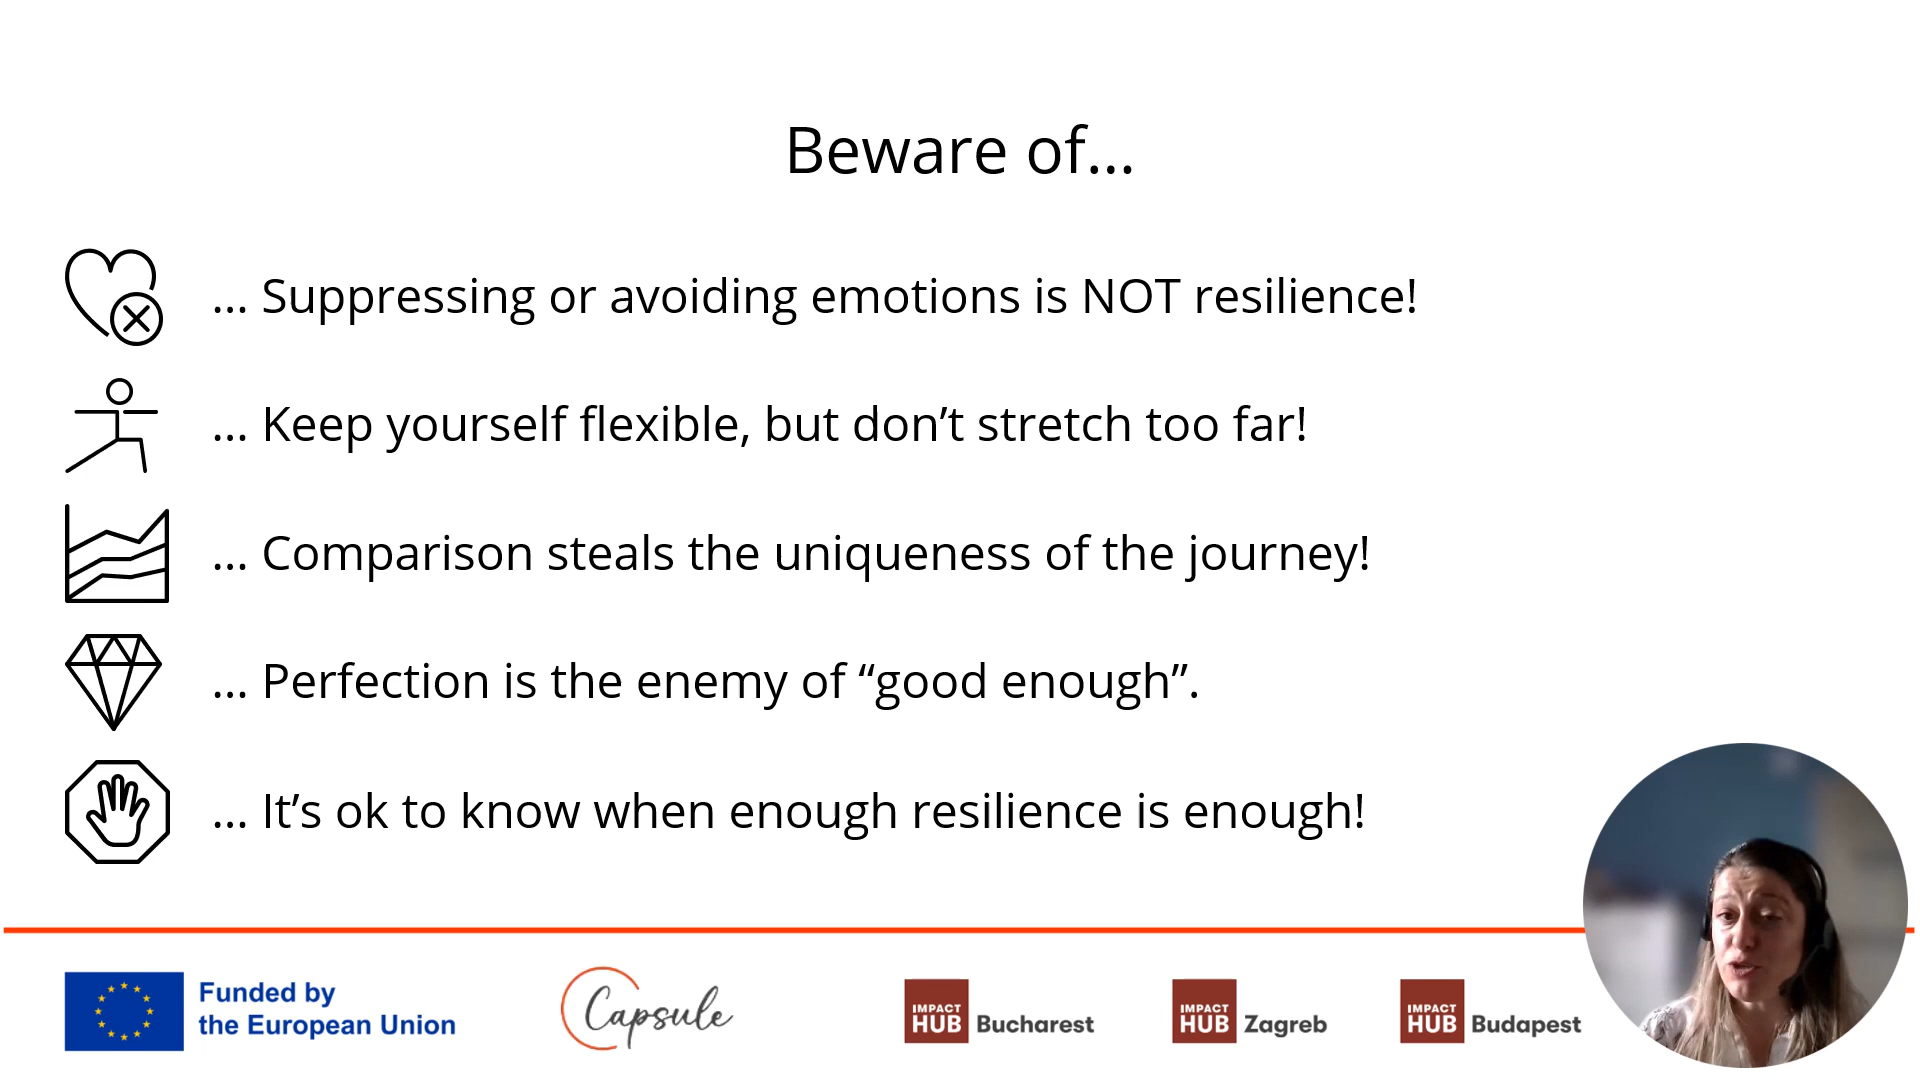 Beware of...
... Suppressing or avoiding emotions is NOT resilience!
... Keep yourself flexible, but don’t stretch too far!
... Comparison steals the uniqueness of the journey!
... Perfection is the enemy of “good enough”.
... It’s ok to know when enough resilience is enough!
Funded by
the European Union
Capsule
IMPACT
HUB Bucharest
IMPACT
HUB Zagreb
IMPACT
HUB Budapest